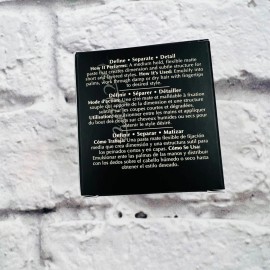 Define • Separate • Detail
How It Performs: A medium hold, flexible matte
paste that creates dimension and subtle structure for
short to layered hair. How It's Used: Emulsify into
palms, work through damp or dry hair with fingertips
to desired style.
Définir • Séparer • Détailler
Mode d'action: Une cire mate et malléable à fixation
souple qui apporte de la dimension et une structure
subtile sur les coupes courtes et dégradées.
Utilisation: émulsionner entre les mains et appliquer
du bout des doigts sur cheveux humides ou secs pour
obtenir le style désiré.
Definir • Separar • Matizar
Cómo Trabaja: Una pasta mate flexible de fijación
media que crea dimensión y una estructura sutil para
los peinados cortos y en capas. Cómo Se Usa:
Emulsionar entre las palmas de las manos y distribuir
con los dedos sobre el cabello húmedo o seco hasta
obtener el estilo deseado.